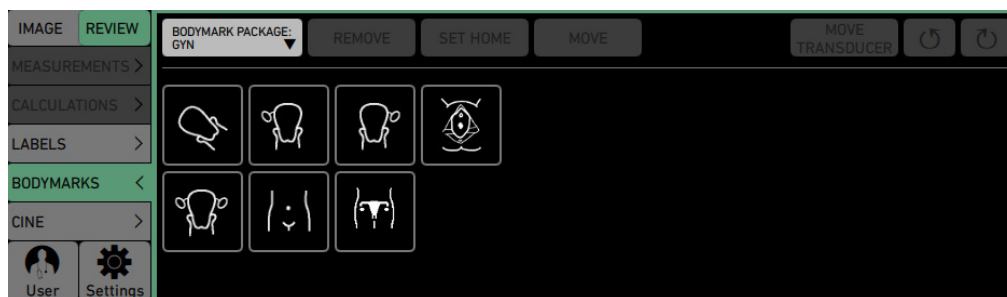 IMAGE
REVIEW
MEASUREMENTS >
CALCULATIONS >
LABELS >
BODYMARKS <
CINE >
User
Settings
BODYMARK PACKAGE:
GYN
REMOVE
SET HOME
MOVE
MOVE
TRANSDUCER